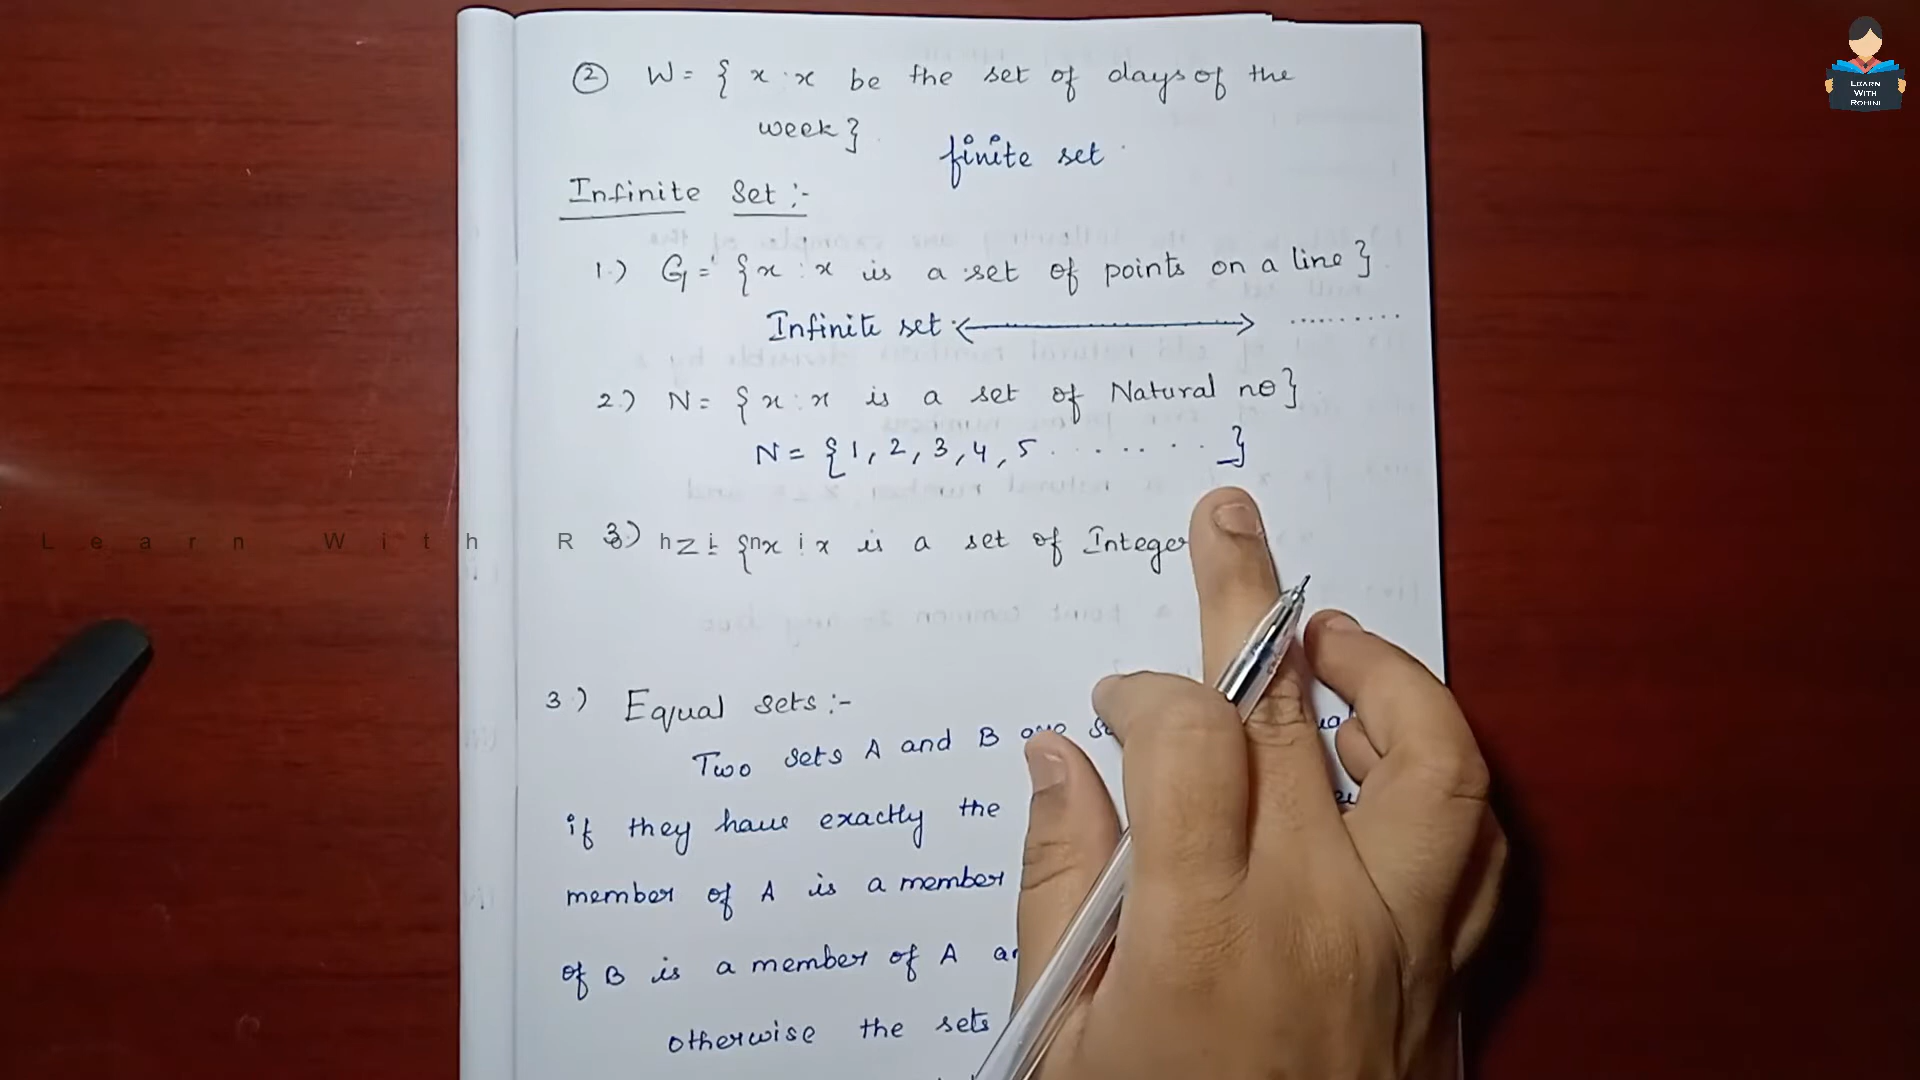 ② W = { x : x be the set of days of the
week}
finite set
Infinite Set :-
1.) G = {x : x is a set of points on a line}
Infinite set
2.) N = {x : x is a set of Natural no}
N = {1, 2, 3, 4, 5 . . . . . . . }
3.) Z = {x : x is a set of Integer
3) Equal sets :-
Two sets A and B are
if they have exactly the
member of A is a member
of B is a member of A
otherwise the sets
Learn With Rohini
LEARN
WITH
ROHINI